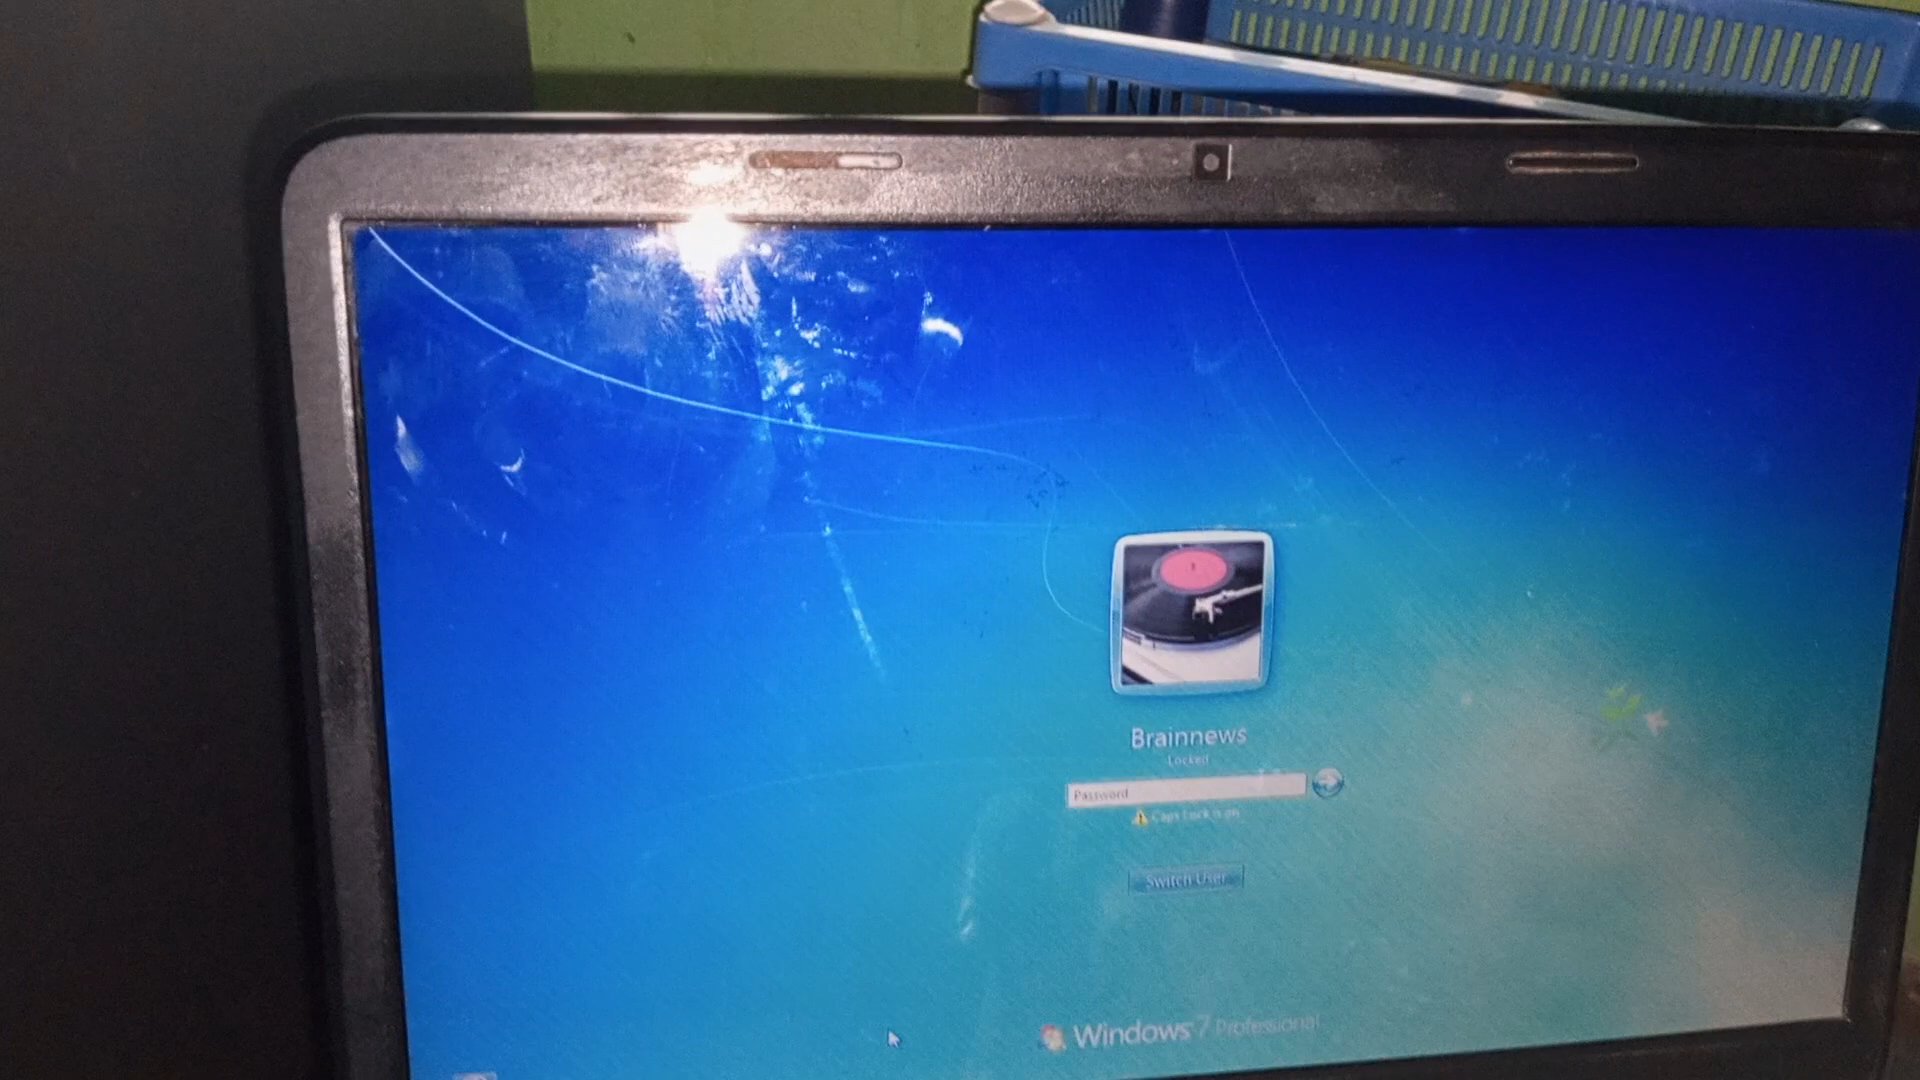 Brainnews
Locked
Password
Caps Lock is on
Switch User
Windows 7 Professional